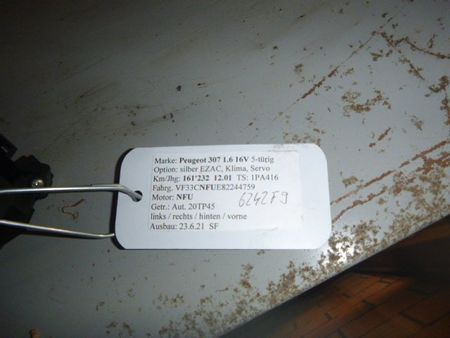 Marke: Peugeot 307 1.6 16V 5-türig
Option: silber EZAC, Klima, Servo
Km/Jhg: 161'232 12.01 TS: 1PA416
Fahrg. VF33CNFUE82244759
Motor: NFU
6242F9
Getr.: Aut. 20TP45
links / rechts / hinten / vorne
Ausbau: 23.6.21 SF